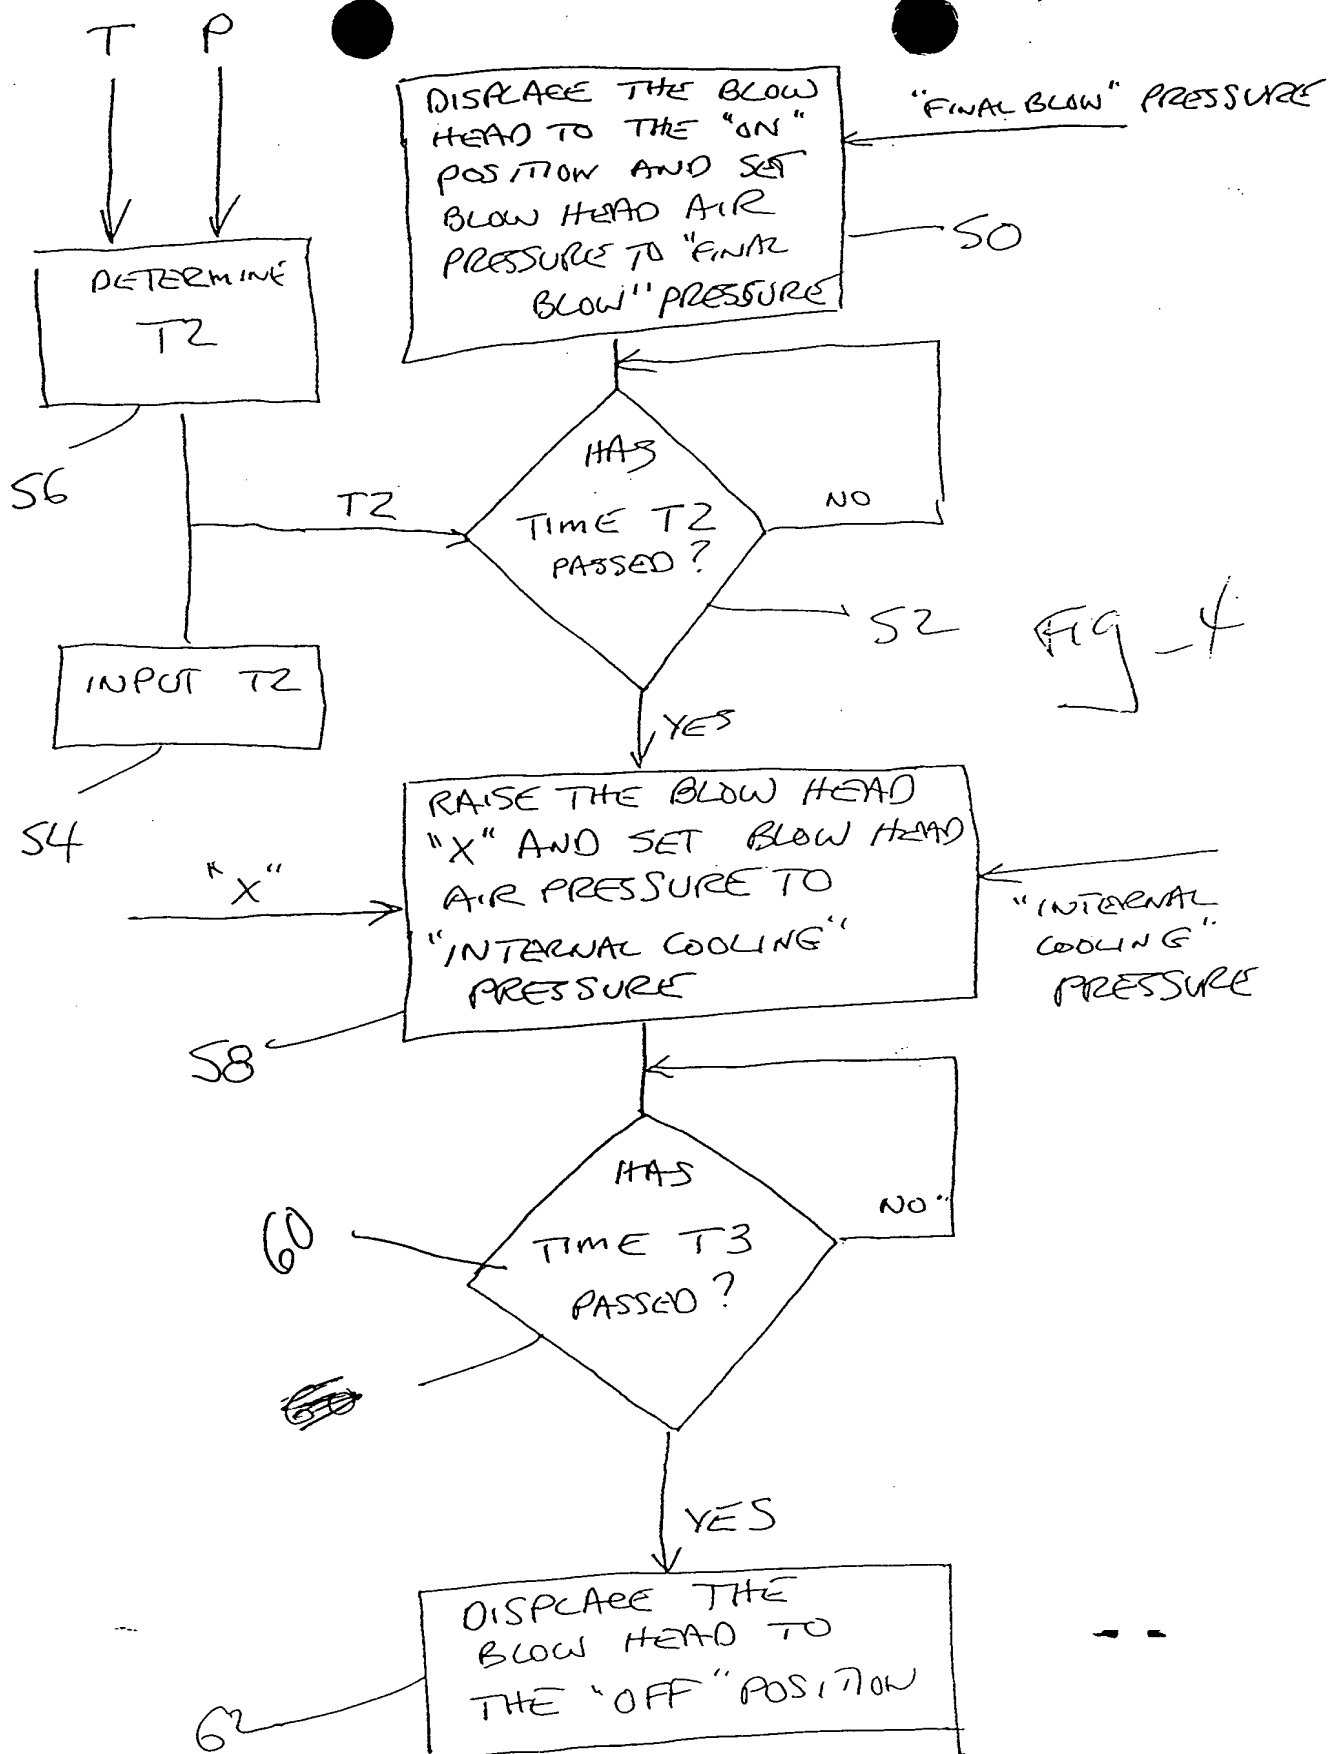 T P
DISPLACE THE BLOW
HEAD TO THE "ON"
POSITION AND SET
BLOW HEAD AIR
PRESSURE TO "FINAL
BLOW" PRESSURE
"FINAL BLOW" PRESSURE
50
DETERMINE
T2
56
T2
HAS
TIME T2
PASSED?
NO
52
FIG_4
INPUT T2
54
YES
RAISE THE BLOW HEAD
"X" AND SET BLOW HEAD
AIR PRESSURE TO
"INTERNAL COOLING"
PRESSURE
"X"
"INTERNAL
COOLING"
PRESSURE
58
HAS
TIME T3
PASSED?
NO
60
YES
DISPLACE THE
BLOW HEAD TO
THE "OFF" POSITION
62